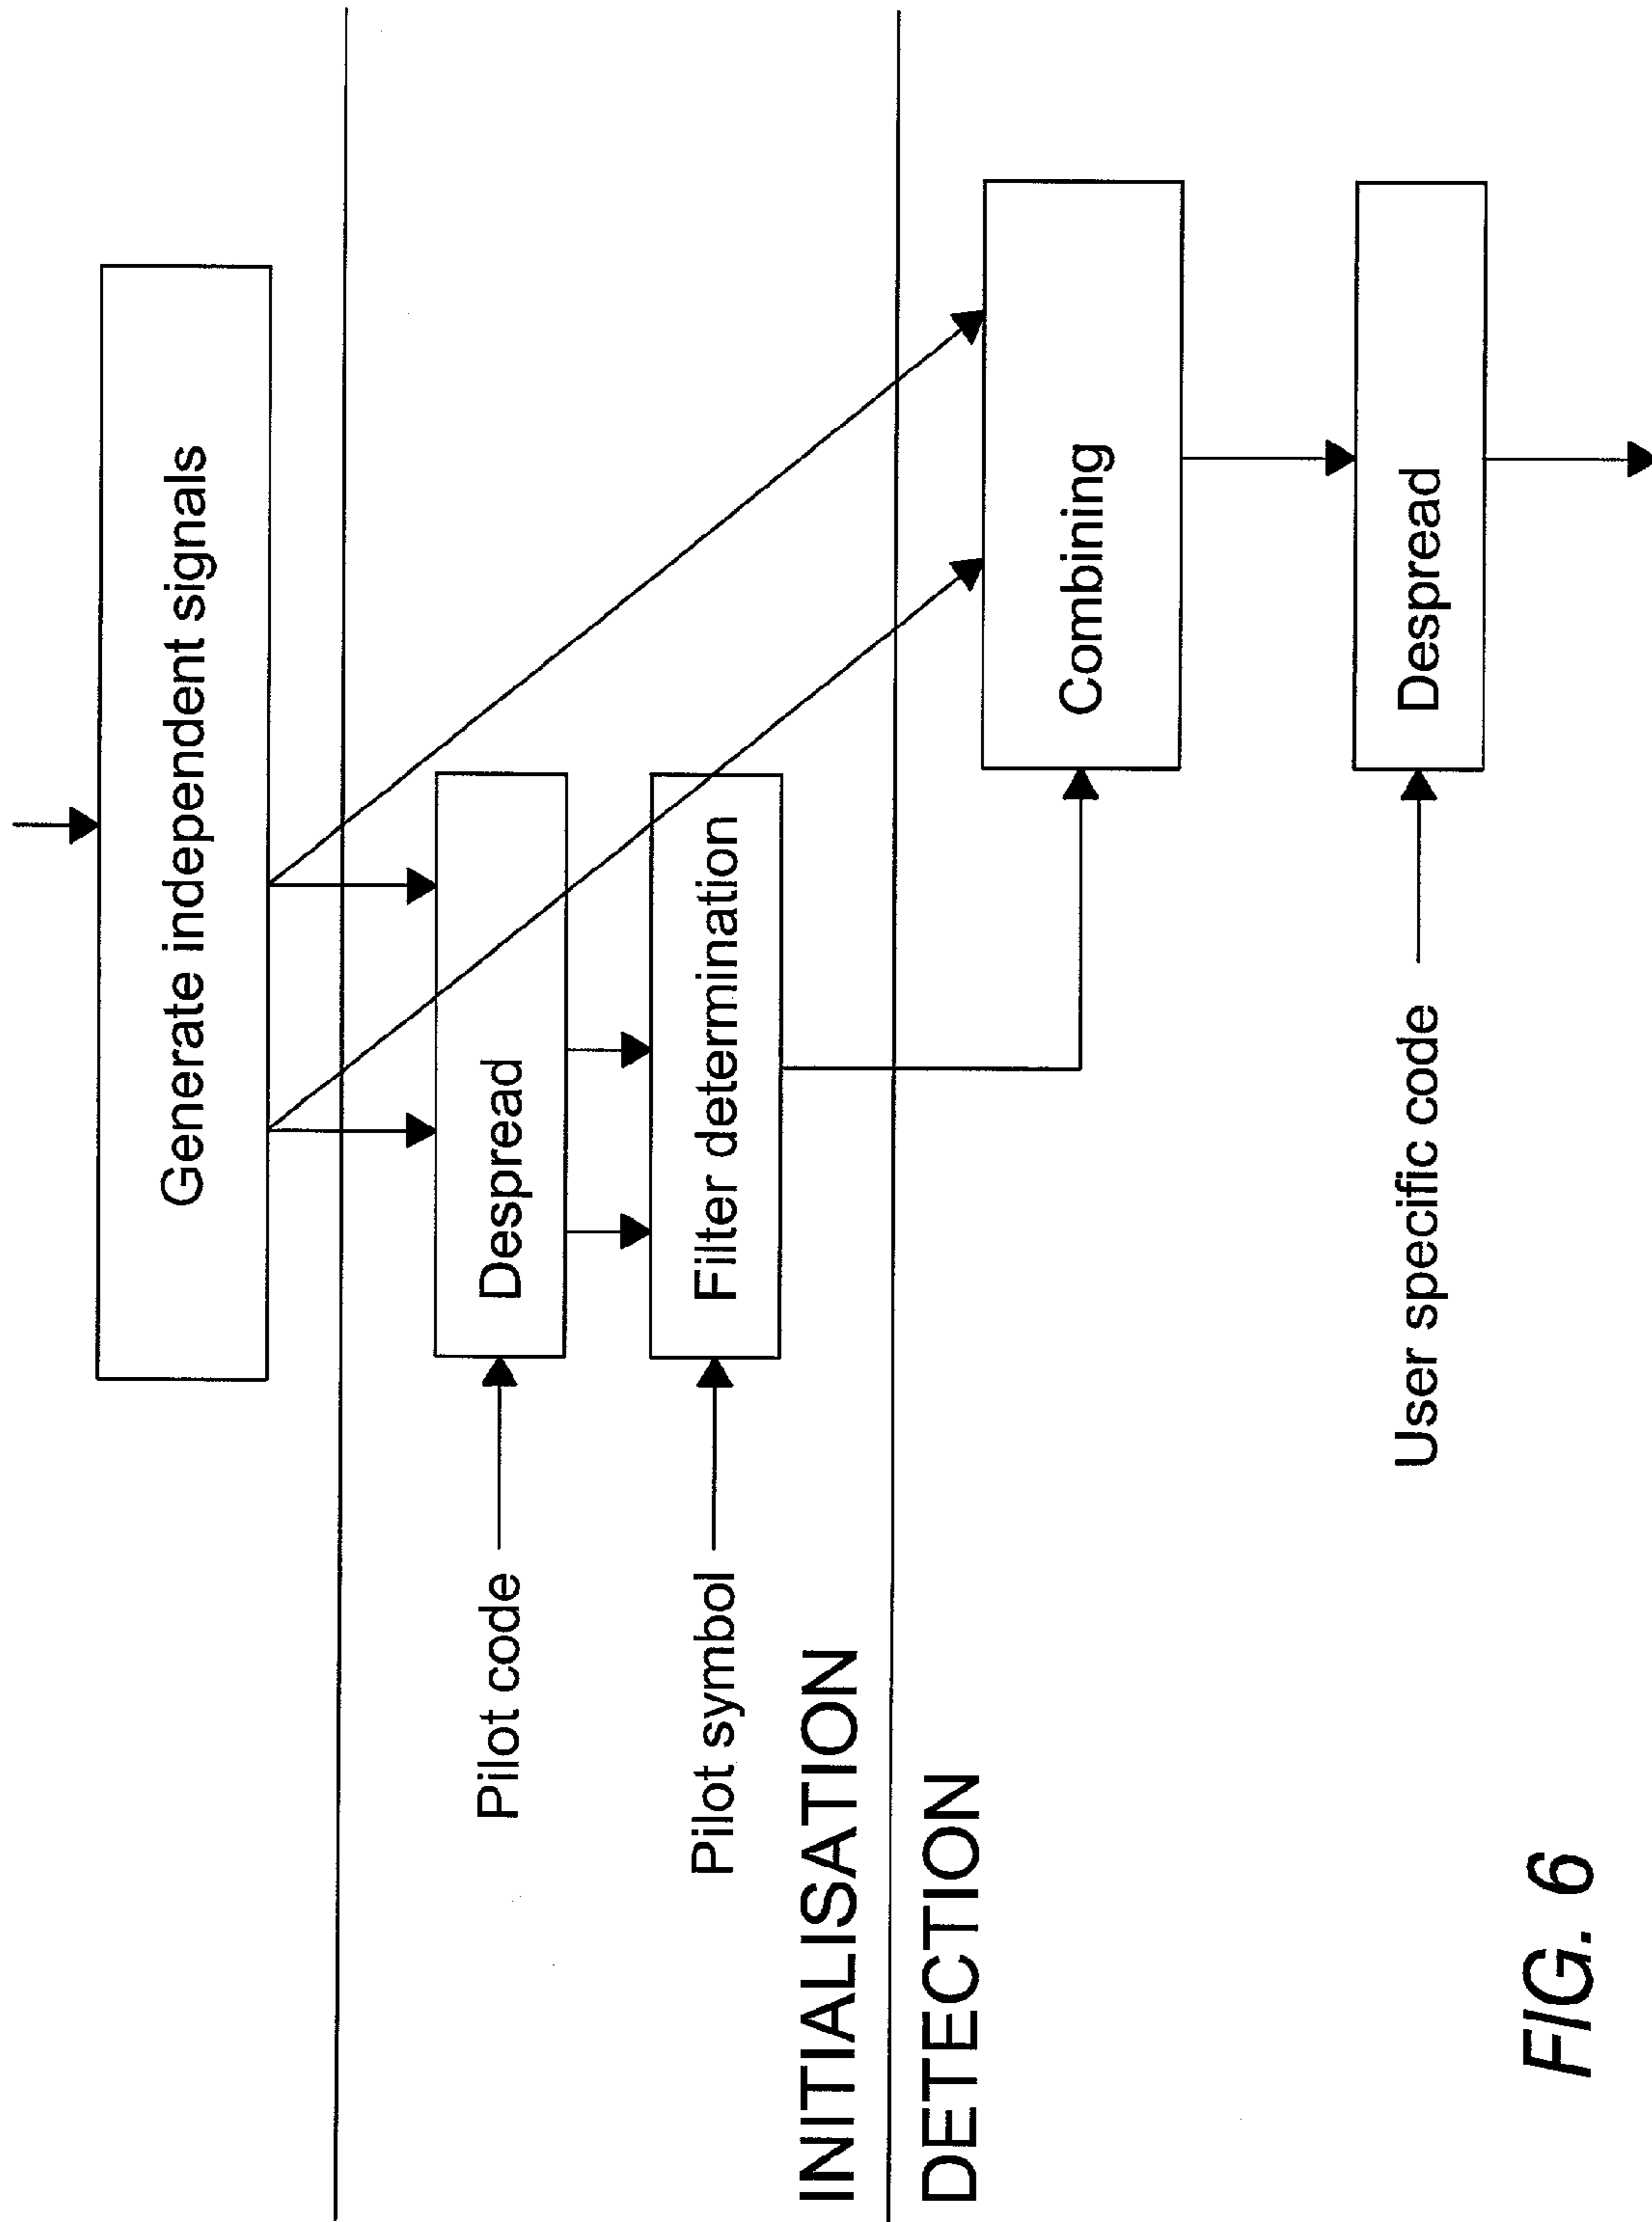 Generate independent signals
Pilot code
Despread
Pilot symbol
Filter determination
INITIALISATION
DETECTION
Combining
User specific code
Despread
FIG. 6